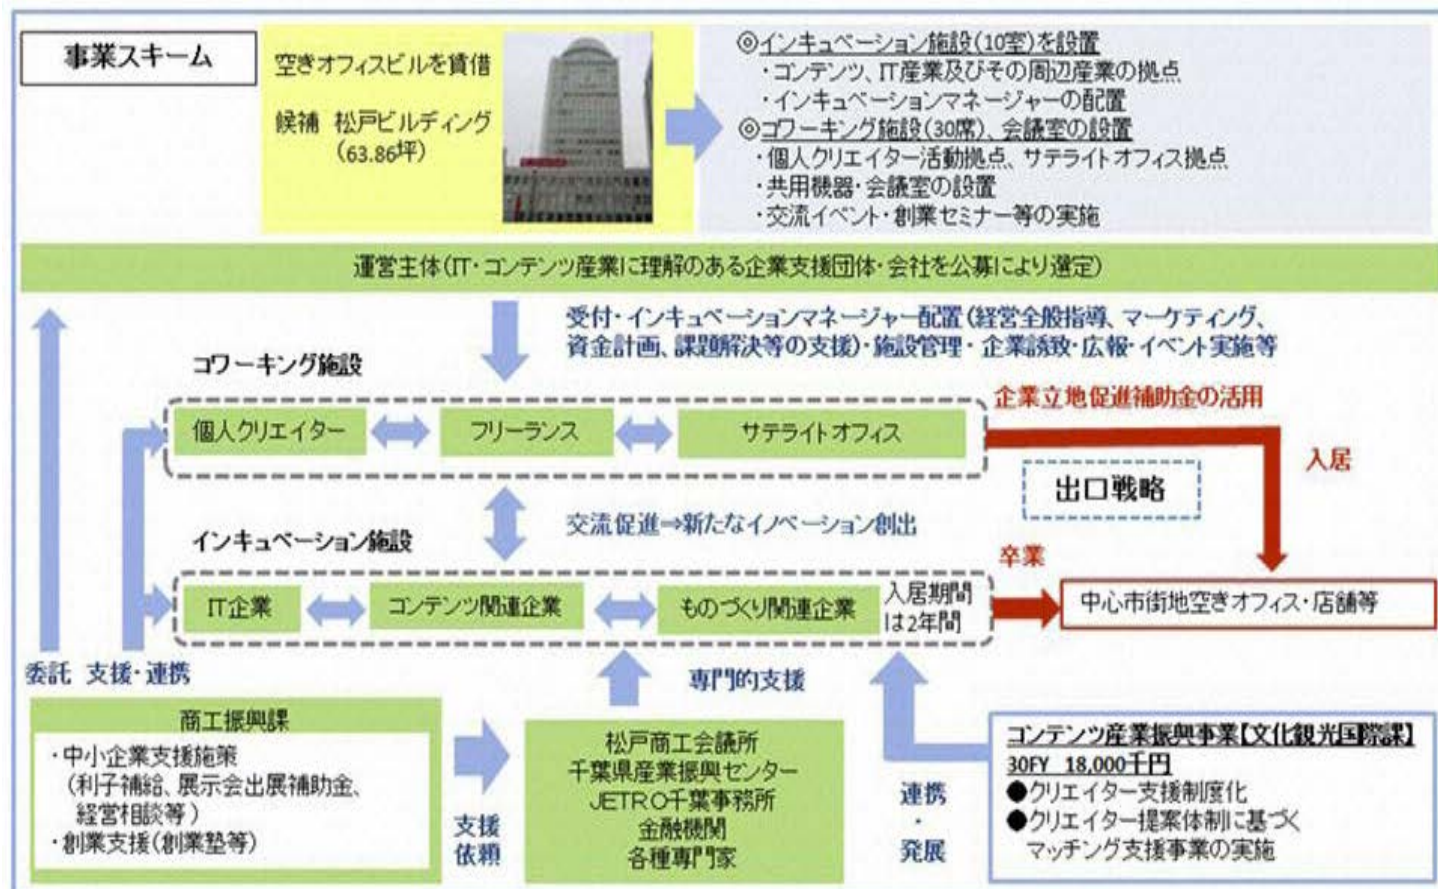 事業スキーム
空きオフィスビルを賃借
候補 松戸ビルディング
(63.86坪)
◎インキュベーション施設(10室)を設置
・コンテンツ、IT産業及びその周辺産業の拠点
・インキュベーションマネージャーの配置
◎コワーキング施設(30席)、会議室の設置
・個人クリエイター活動拠点、サテライトオフィス拠点
・共用機器・会議室の設置
・交流イベント・創業セミナー等の実施
運営主体(IT・コンテンツ産業に理解のある企業支援団体・会社を公募により選定)
受付・インキュベーションマネージャー配置(経営全般指導、マーケティング、
資金計画、課題解決等の支援)・施設管理・企業誘致・広報・イベント実施等
コワーキング施設
個人クリエイター
フリーランス
サテライトオフィス
企業立地促進補助金の活用
入居
出口戦略
交流促進⇒新たなイノベーション創出
インキュベーション施設
IT企業
コンテンツ関連企業
ものづくり関連企業
入居期間
は2年間
卒業
中心市街地空きオフィス・店舗等
委託 支援・連携
専門的支援
商工振興課
・中小企業支援施策
(利子補給、展示会出展補助金、
経営相談等)
・創業支援(創業塾等)
支援
依頼
松戸商工会議所
千葉県産業振興センター
JETRO千葉事務所
金融機関
各種専門家
連携
・
発展
コンテンツ産業振興事業【文化観光国際課】
30FY 18,000千円
●クリエイター支援制度化
●クリエイター提案体制に基づく
マッチング支援事業の実施